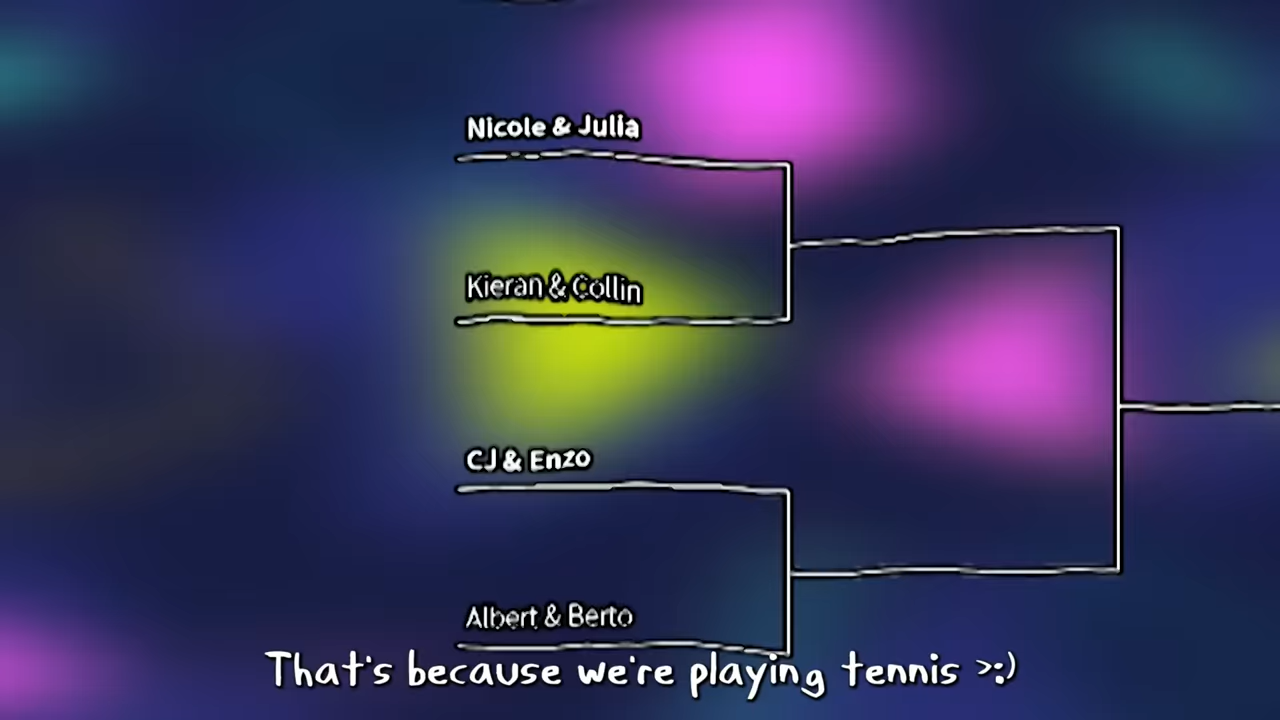 Nicole & Julia
Kieran & Collin
CJ & Enzo
Albert & Berto
That's because we're playing tennis >:)